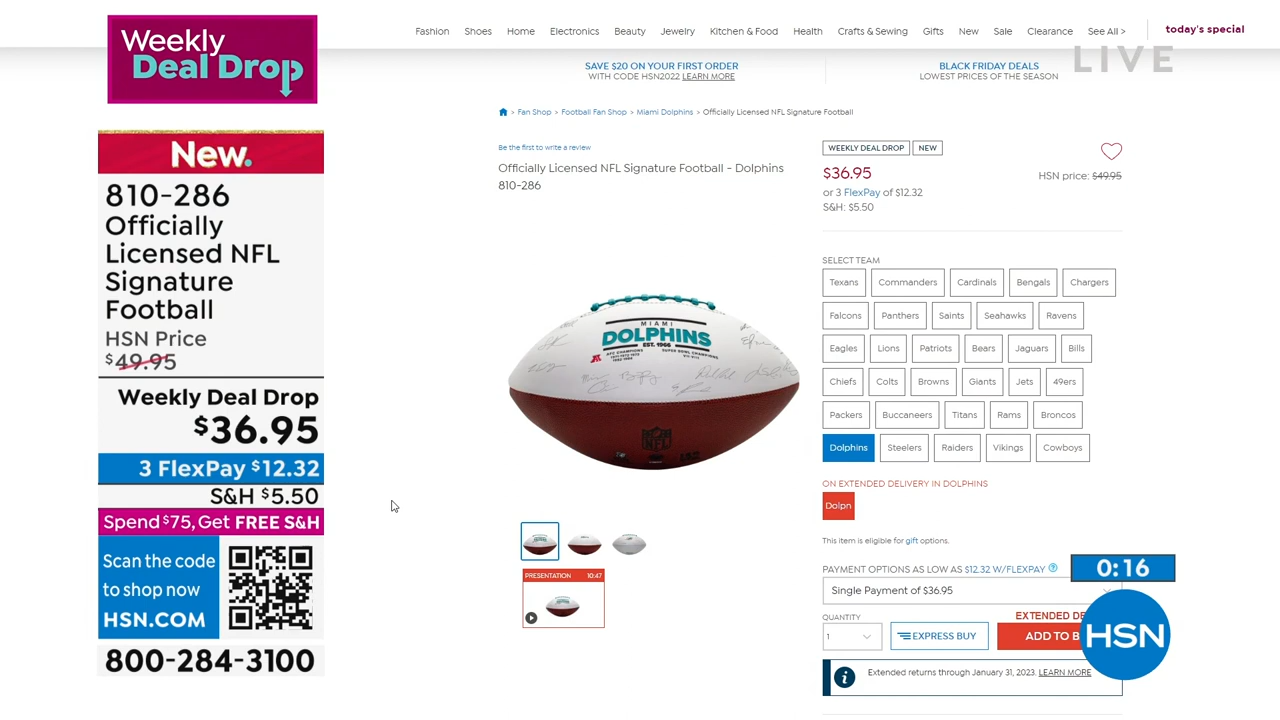 Weekly
Deal Drop
Fashion Shoes Home Electronics Beauty Jewelry Kitchen & Food Health Crafts & Sewing Gifts New Sale Clearance See All > today's special
LIVE
SAVE $20 ON YOUR FIRST ORDER
WITH CODE HSN2022 LEARN MORE
BLACK FRIDAY DEALS
LOWEST PRICES OF THE SEASON
New.
810-286
Officially
Licensed NFL
Signature
Football
HSN Price
$49.95
Weekly Deal Drop
$36.95
3 FlexPay $12.32
S&H $5.50
Spend $75, Get FREE S&H
Scan the code
to shop now
HSN.COM
800-284-3100
> Fan Shop > Football Fan Shop > Miami Dolphins > Officially Licensed NFL Signature Football
Be the first to write a review
Officially Licensed NFL Signature Football - Dolphins
810-286
MIAMI
DOLPHINS
EST. 1966
AFC CHAMPIONS
SUPER BOWL CHAMPIONS
NFL
PRESENTATION 10:47
WEEKLY DEAL DROP NEW
$36.95
HSN price: $49.95
or 3 FlexPay of $12.32
S&H: $5.50
SELECT TEAM
Texans Commanders Cardinals Bengals Chargers
Falcons Panthers Saints Seahawks Ravens
Eagles Lions Patriots Bears Jaguars Bills
Chiefs Colts Browns Giants Jets 49ers
Packers Buccaneers Titans Rams Broncos
Dolphins Steelers Raiders Vikings Cowboys
ON EXTENDED DELIVERY IN DOLPHINS
Dolpn
This item is eligible for gift options.
PAYMENT OPTIONS AS LOW AS $12.32 W/FLEXPAY
0:16
Single Payment of $36.95
QUANTITY
EXTENDED DE
1
EXPRESS BUY
ADD TO B
HSN
Extended returns through January 31, 2023. LEARN MORE